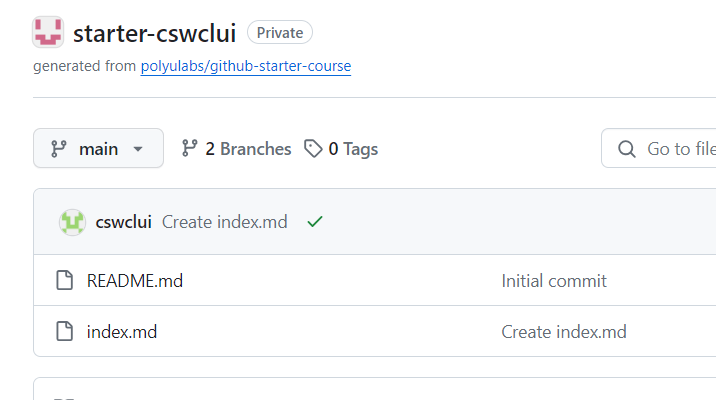 starter-cswclui Private
generated from polyulabs/github-starter-course
main 2 Branches 0 Tags Go to file
cswclui Create index.md
README.md Initial commit
index.md Create index.md